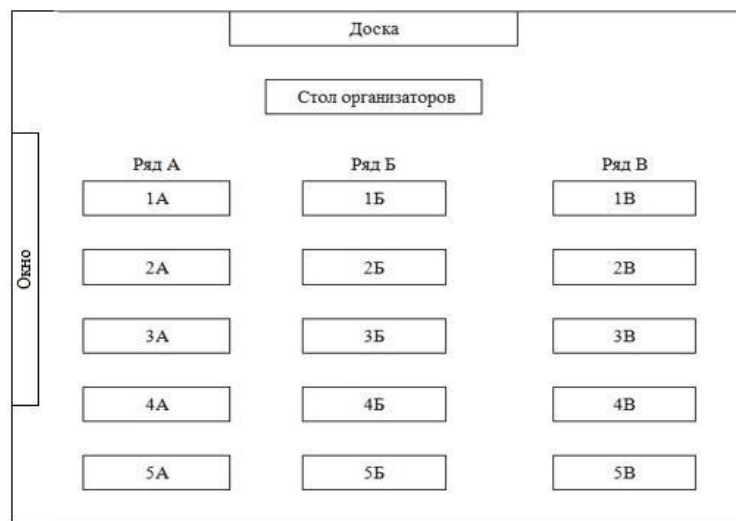 Доска
Стол организаторов
Ряд А Ряд Б Ряд В
1А 1Б 1В
2А 2Б 2В
Окно
3А 3Б 3В
4А 4Б 4В
5А 5Б 5В